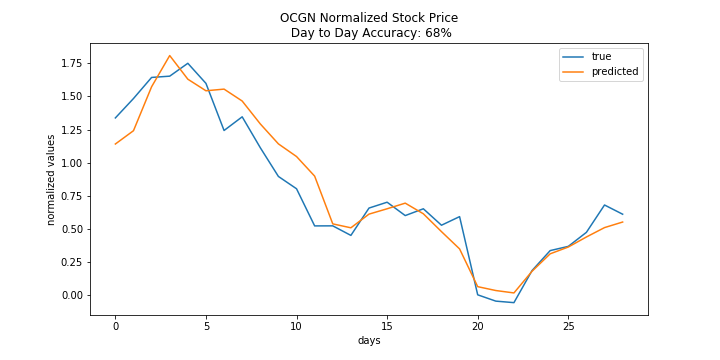 OCGN Normalized Stock Price
Day to Day Accuracy: 68%
true
predicted
normalized values
1.75
1.50
1.25
1.00
0.75
0.50
0.25
0.00
0
5
10
15
20
25
days